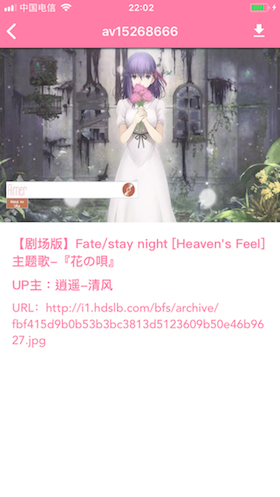 中国电信 22:02
av15268666
Aimer
【剧场版】Fate/stay night [Heaven's Feel]
主题歌-『花の唄』
UP主：逍遥-清风
URL：http://i1.hdslb.com/bfs/archive/
fbf415d9b0b53b3bc3813d5123609b50e46b96
27.jpg